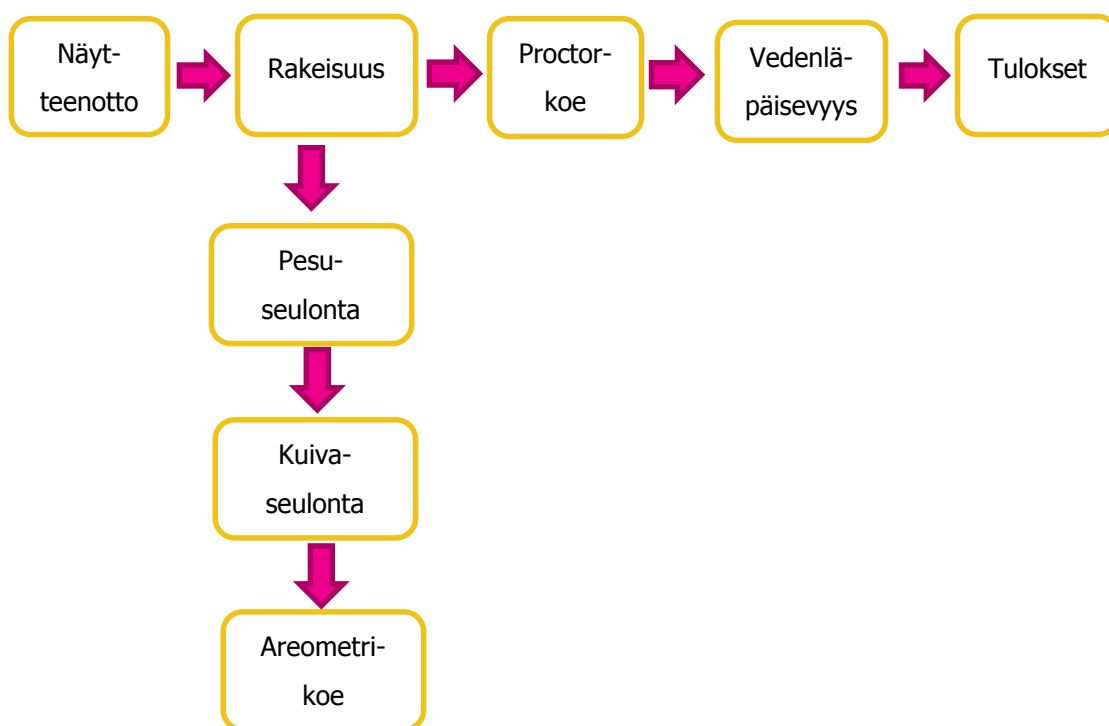 Näyt-
teenotto
Rakeisuus
Proctor-
koe
Vedenlä-
päisevyys
Tulokset
Pesu-
seulonta
Kuiva-
seulonta
Areometri-
koe